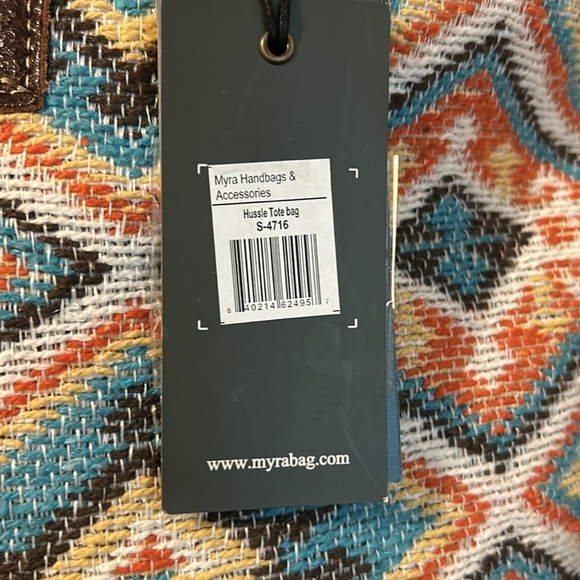 Myra Handbags &
Accessories
Hussle Tote bag
S-4716
8 40214 62495 7
www.myrabag.com